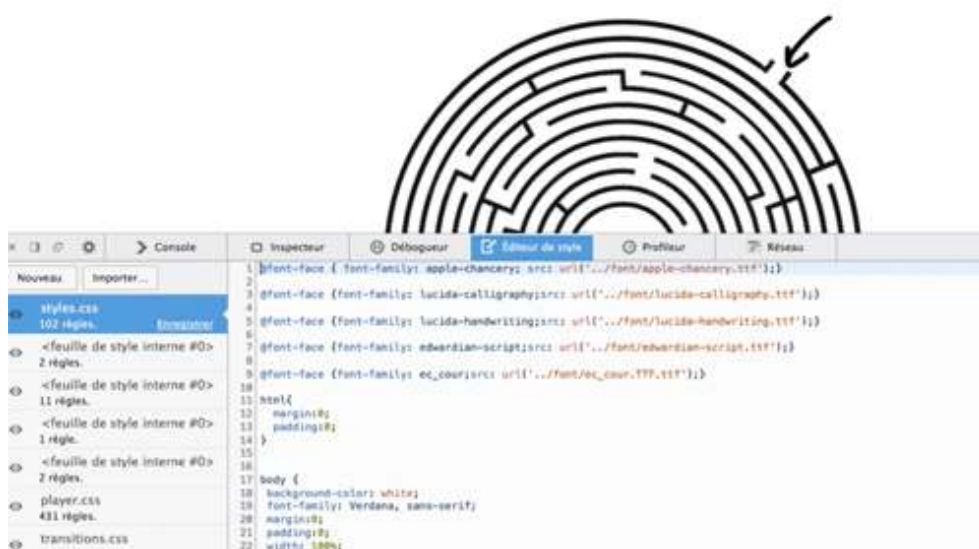 Console
Inspecteur
Débogueur
Éditeur de style
Profileur
Réseau
Nouveau
Importer...
styles.css
102 règles.
Enregistrer
<feuille de style interne #0>
2 règles.
<feuille de style interne #0>
11 règles.
<feuille de style interne #0>
1 règle.
<feuille de style interne #0>
2 règles.
player.css
431 règles.
transitions.css
1 @font-face { font-family: apple-chancery; src: url('../font/apple-chancery.ttf');}
2
3 @font-face {font-family: lucida-calligraphy;src: url('../font/lucida-calligraphy.ttf');}
4
5 @font-face {font-family: lucida-handwriting;src: url('../font/lucida-handwriting.ttf');}
6
7 @font-face {font-family: edwardian-script;src: url('../font/edwardian-script.ttf');}
8
9 @font-face {font-family: ec_cour;src: url('../font/ec_cour.TTF.ttf');}
10
11 html{
12 margin:0;
13 padding:0;
14 }
15
16
17 body {
18 background-color: white;
19 font-family: Verdana, sans-serif;
20 margin:0;
21 padding:0;
22 width: 100%;